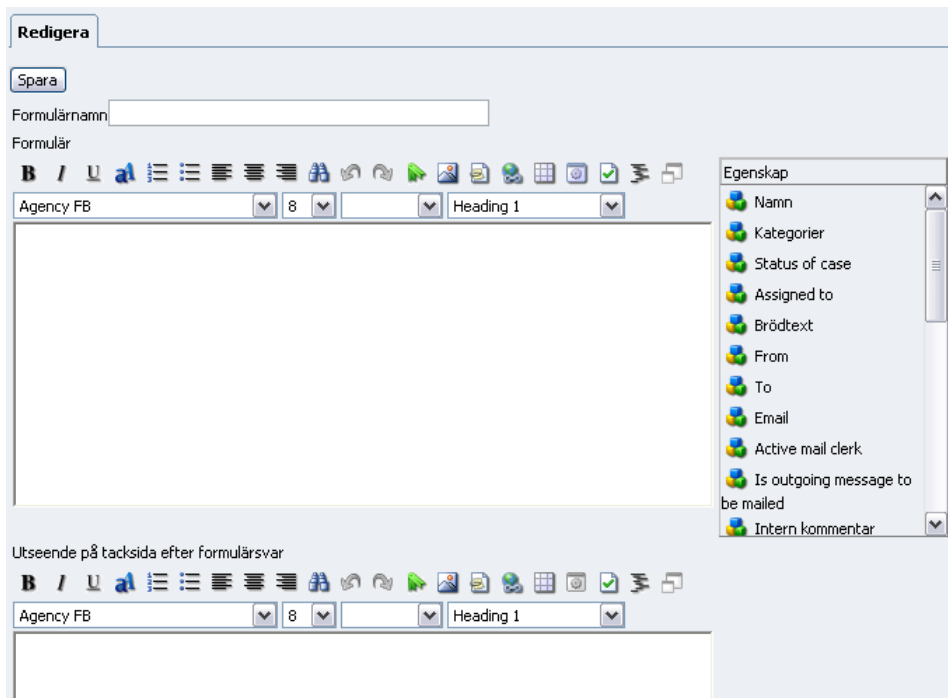 Redigera
Spara
Formulärnamn
Formulär
B I U aA
Agency FB 8 Heading 1
Egenskap
Namn
Kategorier
Status of case
Assigned to
Brödtext
From
To
Email
Active mail clerk
Is outgoing message to
be mailed
Intern kommentar
Utseende på tacksida efter formulärsvar
B I U aA
Agency FB 8 Heading 1